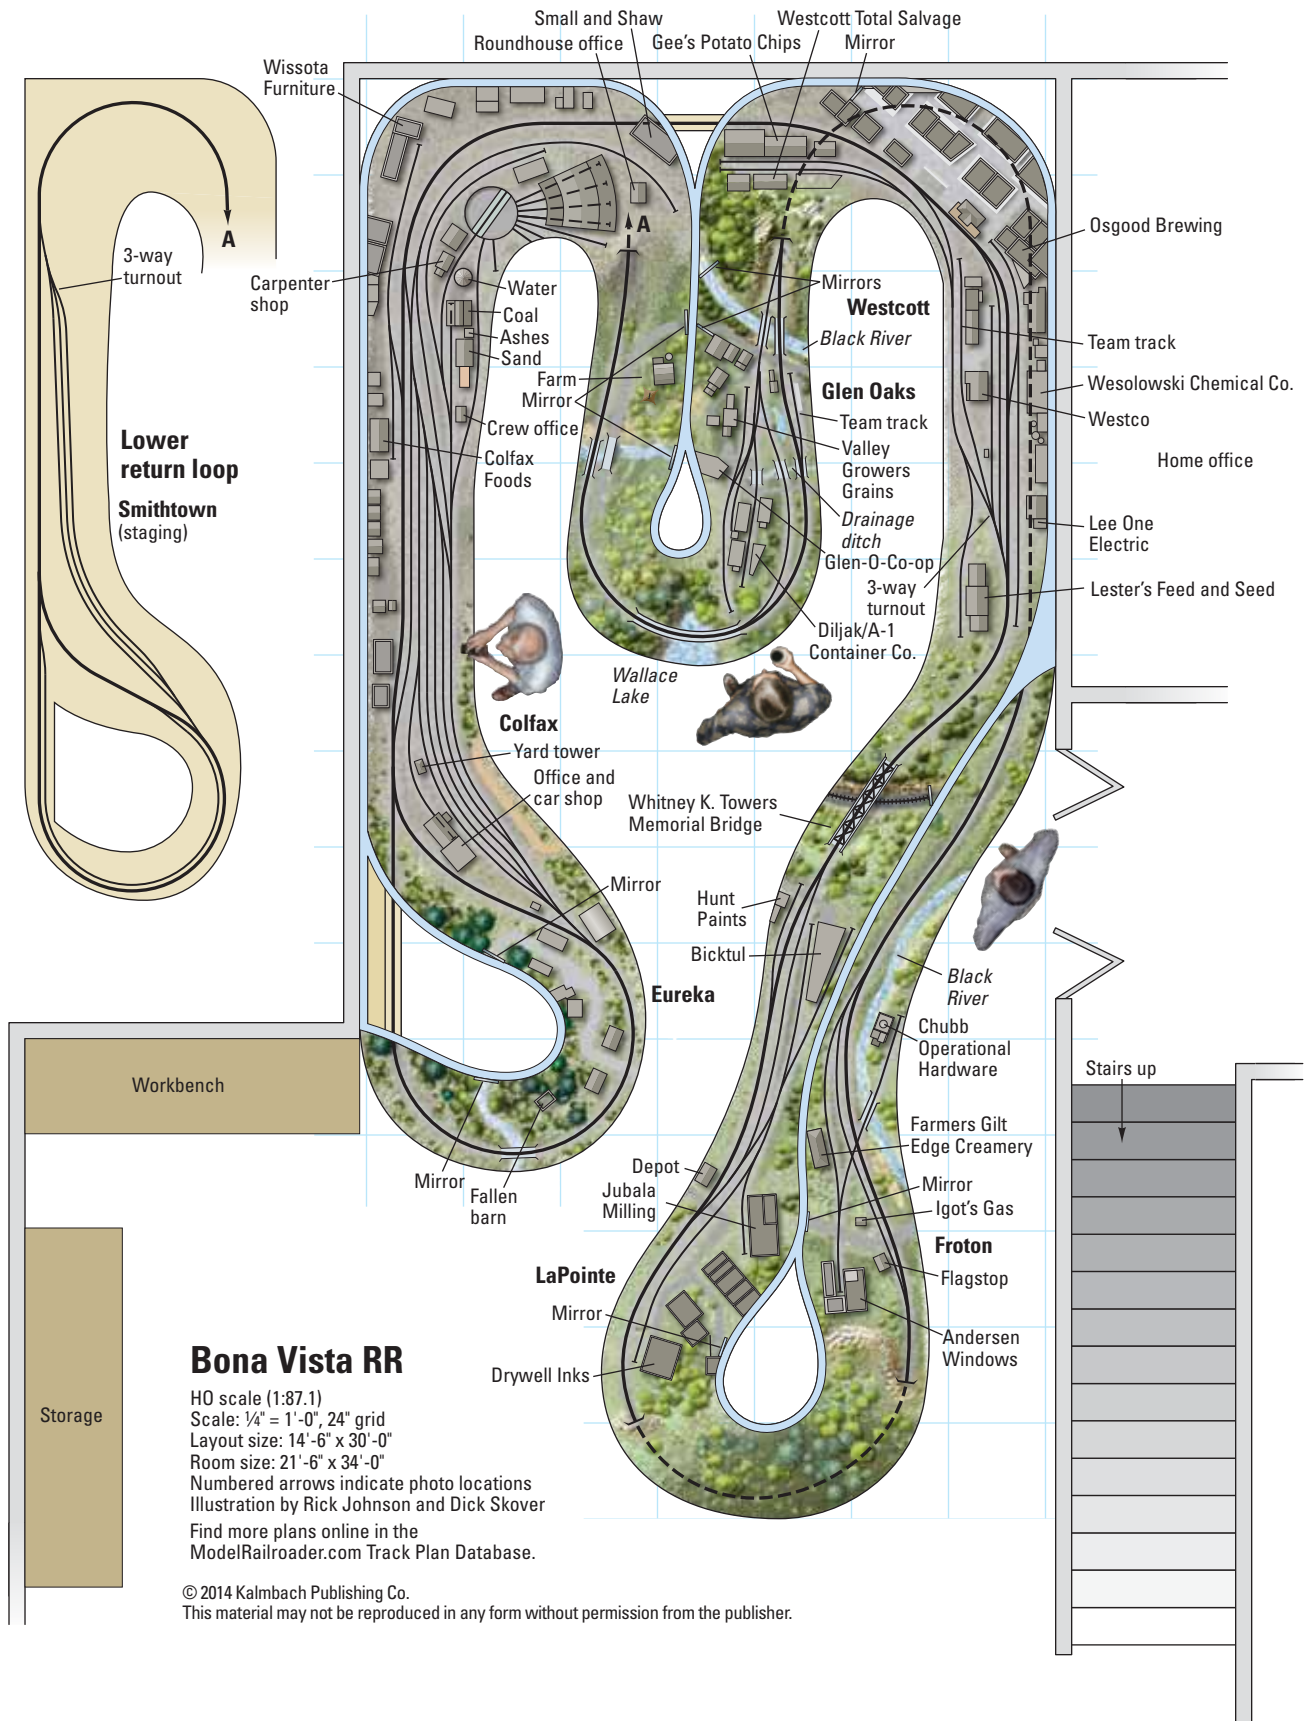 Small and Shaw
Roundhouse office
Westcott Total Salvage
Gee's Potato Chips
Mirror
Wissota
Furniture
A
3-way
turnout
Carpenter
shop
A
Osgood Brewing
Water
Coal
Ashes
Sand
Mirrors
Westcott
Black River
Team track
Farm
Mirror
Glen Oaks
Wesolowski Chemical Co.
Crew office
Team track
Westco
Lower
return loop
Smithtown
(staging)
Colfax
Foods
Valley
Growers
Grains
Home office
Drainage
ditch
Lee One
Electric
Glen-O-Co-op
3-way
turnout
Lester's Feed and Seed
Diljak/A-1
Container Co.
Wallace
Lake
Colfax
Yard tower
Office and
car shop
Whitney K. Towers
Memorial Bridge
Mirror
Hunt
Paints
Bicktul
Eureka
Black
River
Chubb
Operational
Hardware
Workbench
Stairs up
Farmers Gilt
Edge Creamery
Mirror
Fallen
barn
Depot
Jubala
Milling
Mirror
Igot's Gas
Froton
Flagstop
LaPointe
Mirror
Andersen
Windows
Drywell Inks
Storage
Bona Vista RR
HO scale (1:87.1)
Scale: ¼" = 1'-0", 24" grid
Layout size: 14'-6" x 30'-0"
Room size: 21'-6" x 34'-0"
Numbered arrows indicate photo locations
Illustration by Rick Johnson and Dick Skover
Find more plans online in the
ModelRailroader.com Track Plan Database.
© 2014 Kalmbach Publishing Co.
This material may not be reproduced in any form without permission from the publisher.